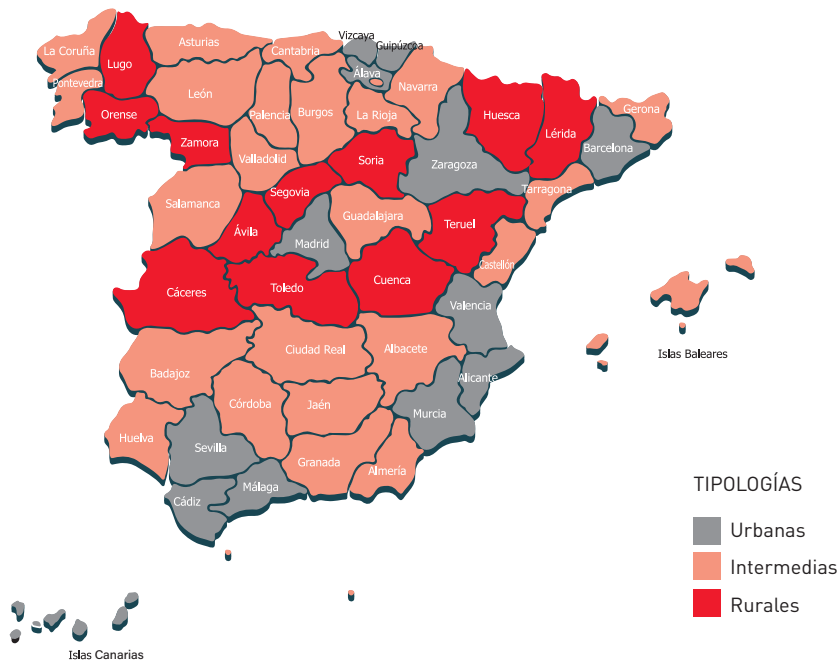 Vizcaya
Guipúzcoa
La Coruña
Asturias
Cantabria
Lugo
Álava
Pontevedra
León
Navarra
Palencia
Burgos
La Rioja
Orense
Huesca
Lérida
Gerona
Zamora
Barcelona
Valladolid
Soria
Zaragoza
Segovia
Tarragona
Salamanca
Guadalajara
Ávila
Madrid
Teruel
Castellón
Cáceres
Toledo
Cuenca
Valencia
Ciudad Real
Albacete
Islas Baleares
Badajoz
Alicante
Córdoba
Jaén
Murcia
Huelva
Sevilla
Granada
Almería
Málaga
Cádiz
TIPOLOGÍAS
Urbanas
Intermedias
Rurales
Islas Canarias